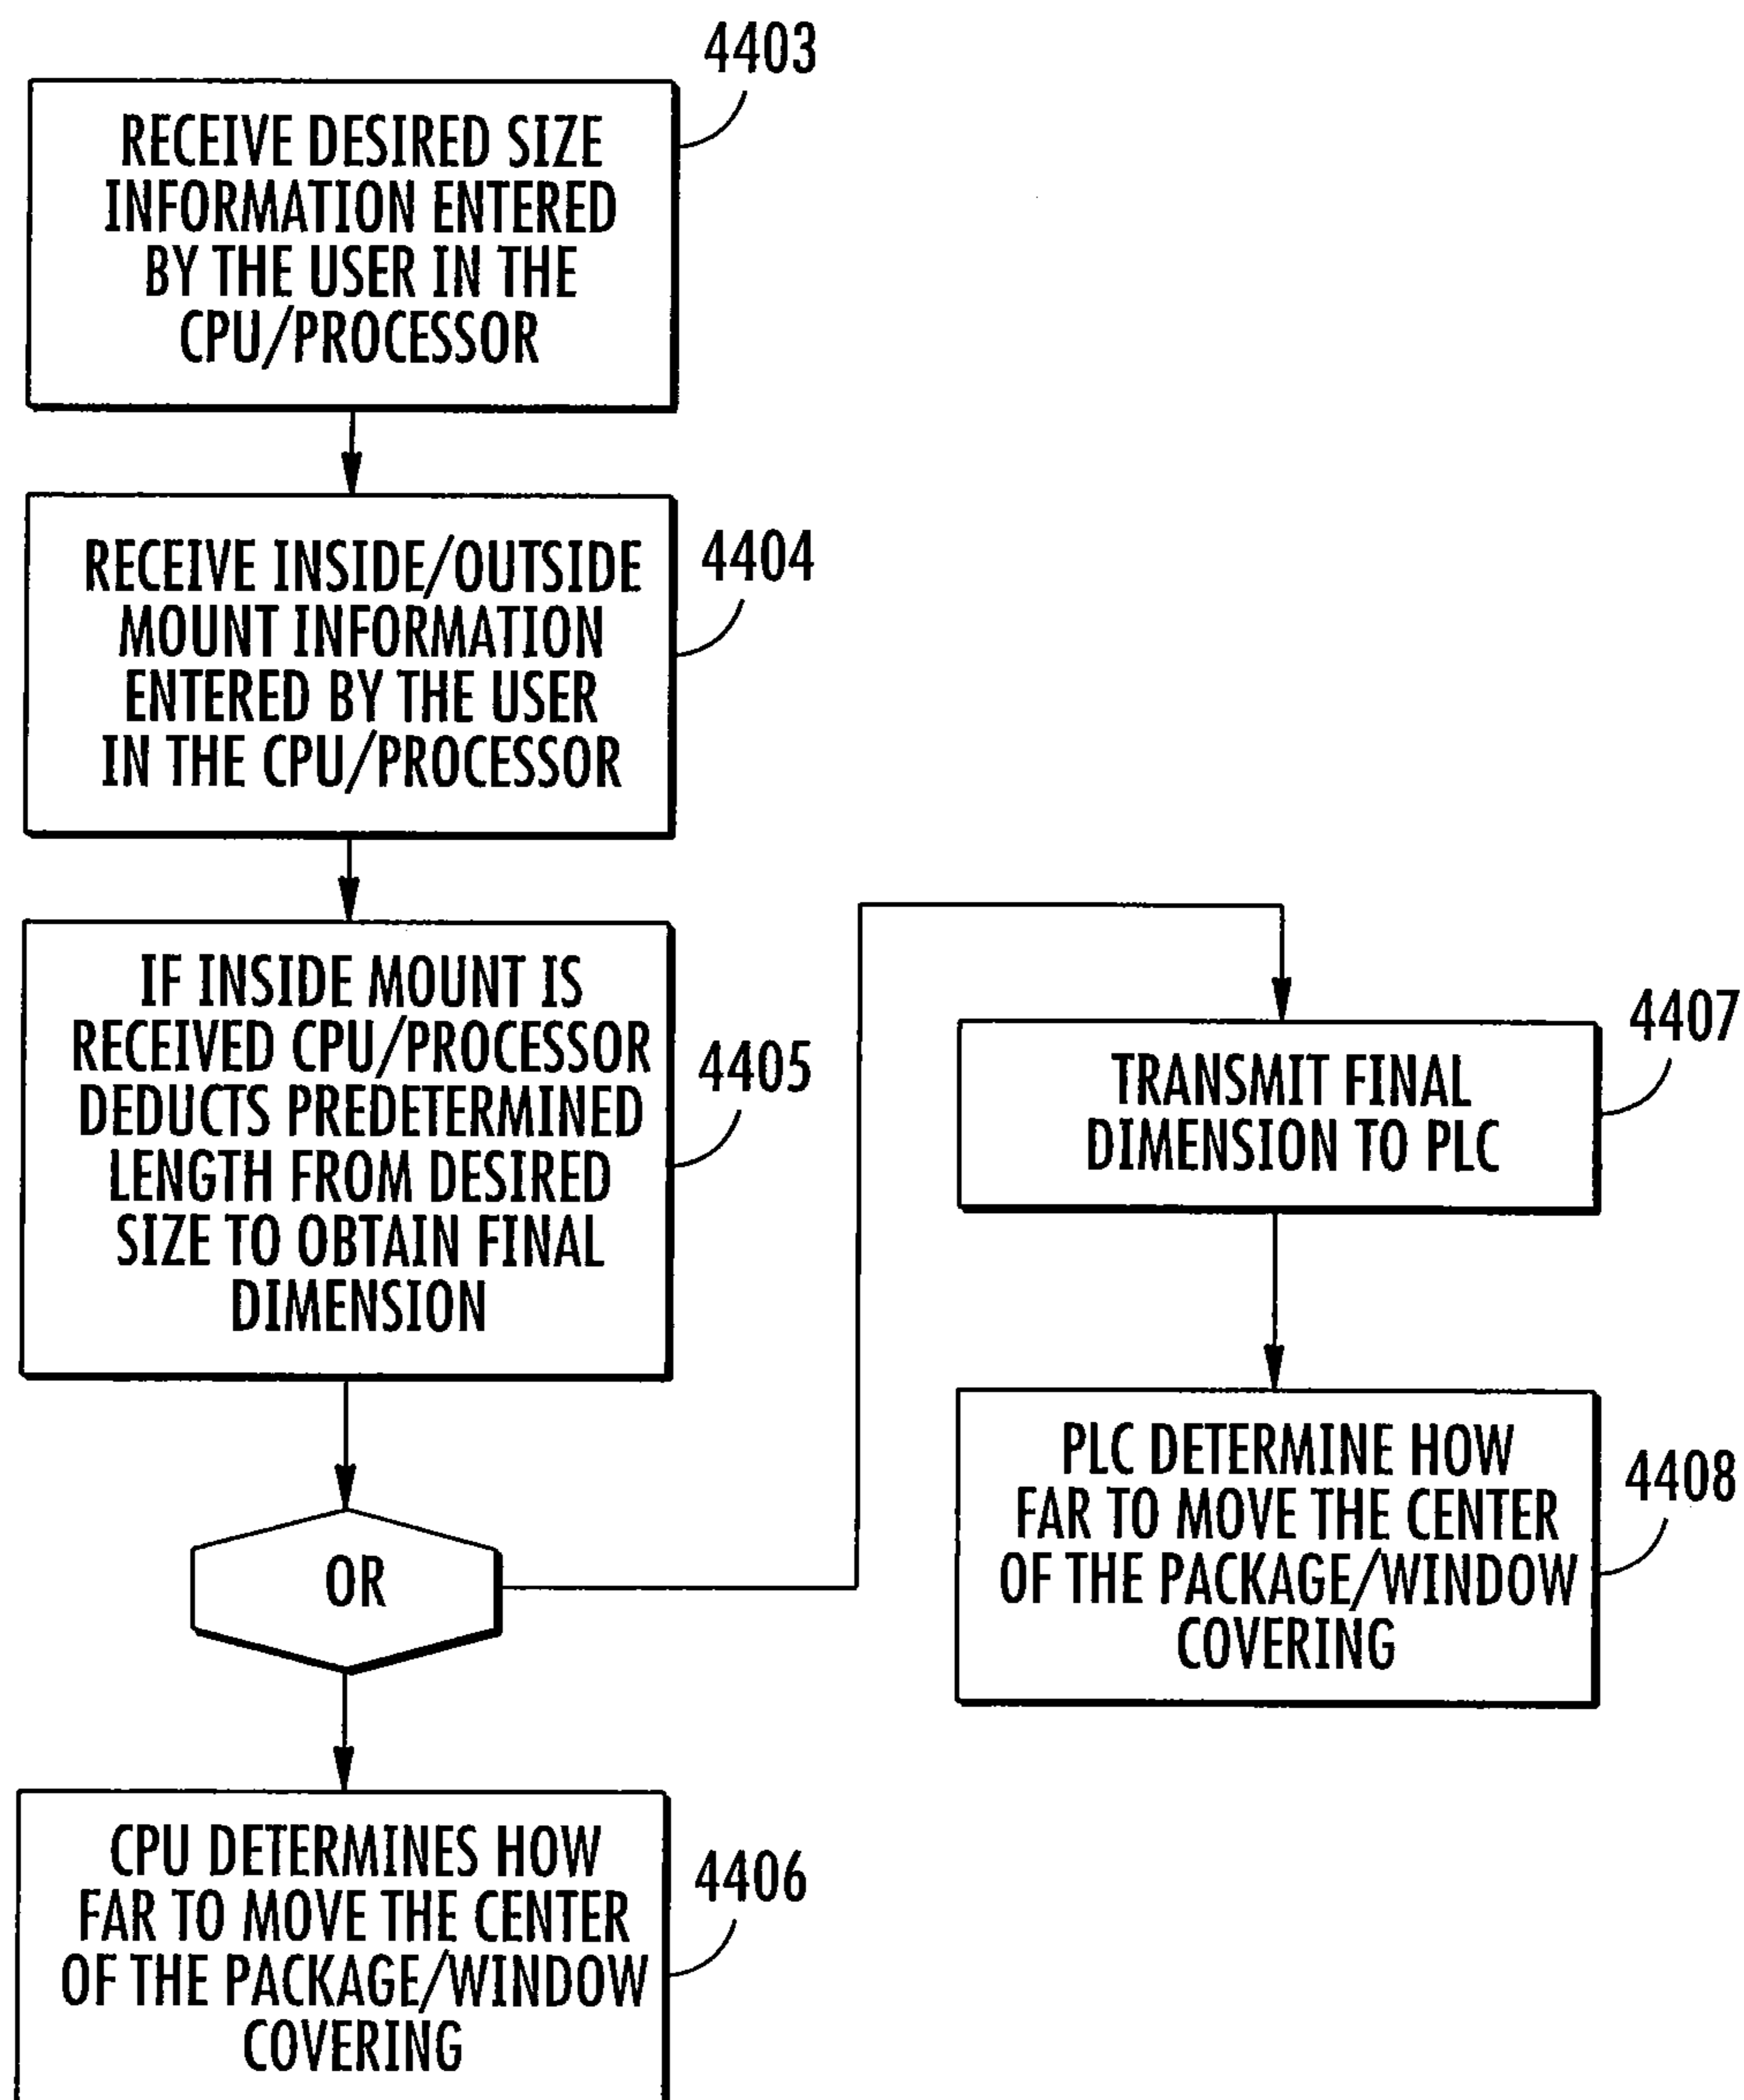 4403
RECEIVE DESIRED SIZE
INFORMATION ENTERED
BY THE USER IN THE
CPU/PROCESSOR
4404
RECEIVE INSIDE/OUTSIDE
MOUNT INFORMATION
ENTERED BY THE USER
IN THE CPU/PROCESSOR
4405
IF INSIDE MOUNT IS
RECEIVED CPU/PROCESSOR
DEDUCTS PREDETERMINED
LENGTH FROM DESIRED
SIZE TO OBTAIN FINAL
DIMENSION
OR
4406
CPU DETERMINES HOW
FAR TO MOVE THE CENTER
OF THE PACKAGE/WINDOW
COVERING
4407
TRANSMIT FINAL
DIMENSION TO PLC
4408
PLC DETERMINE HOW
FAR TO MOVE THE CENTER
OF THE PACKAGE/WINDOW
COVERING